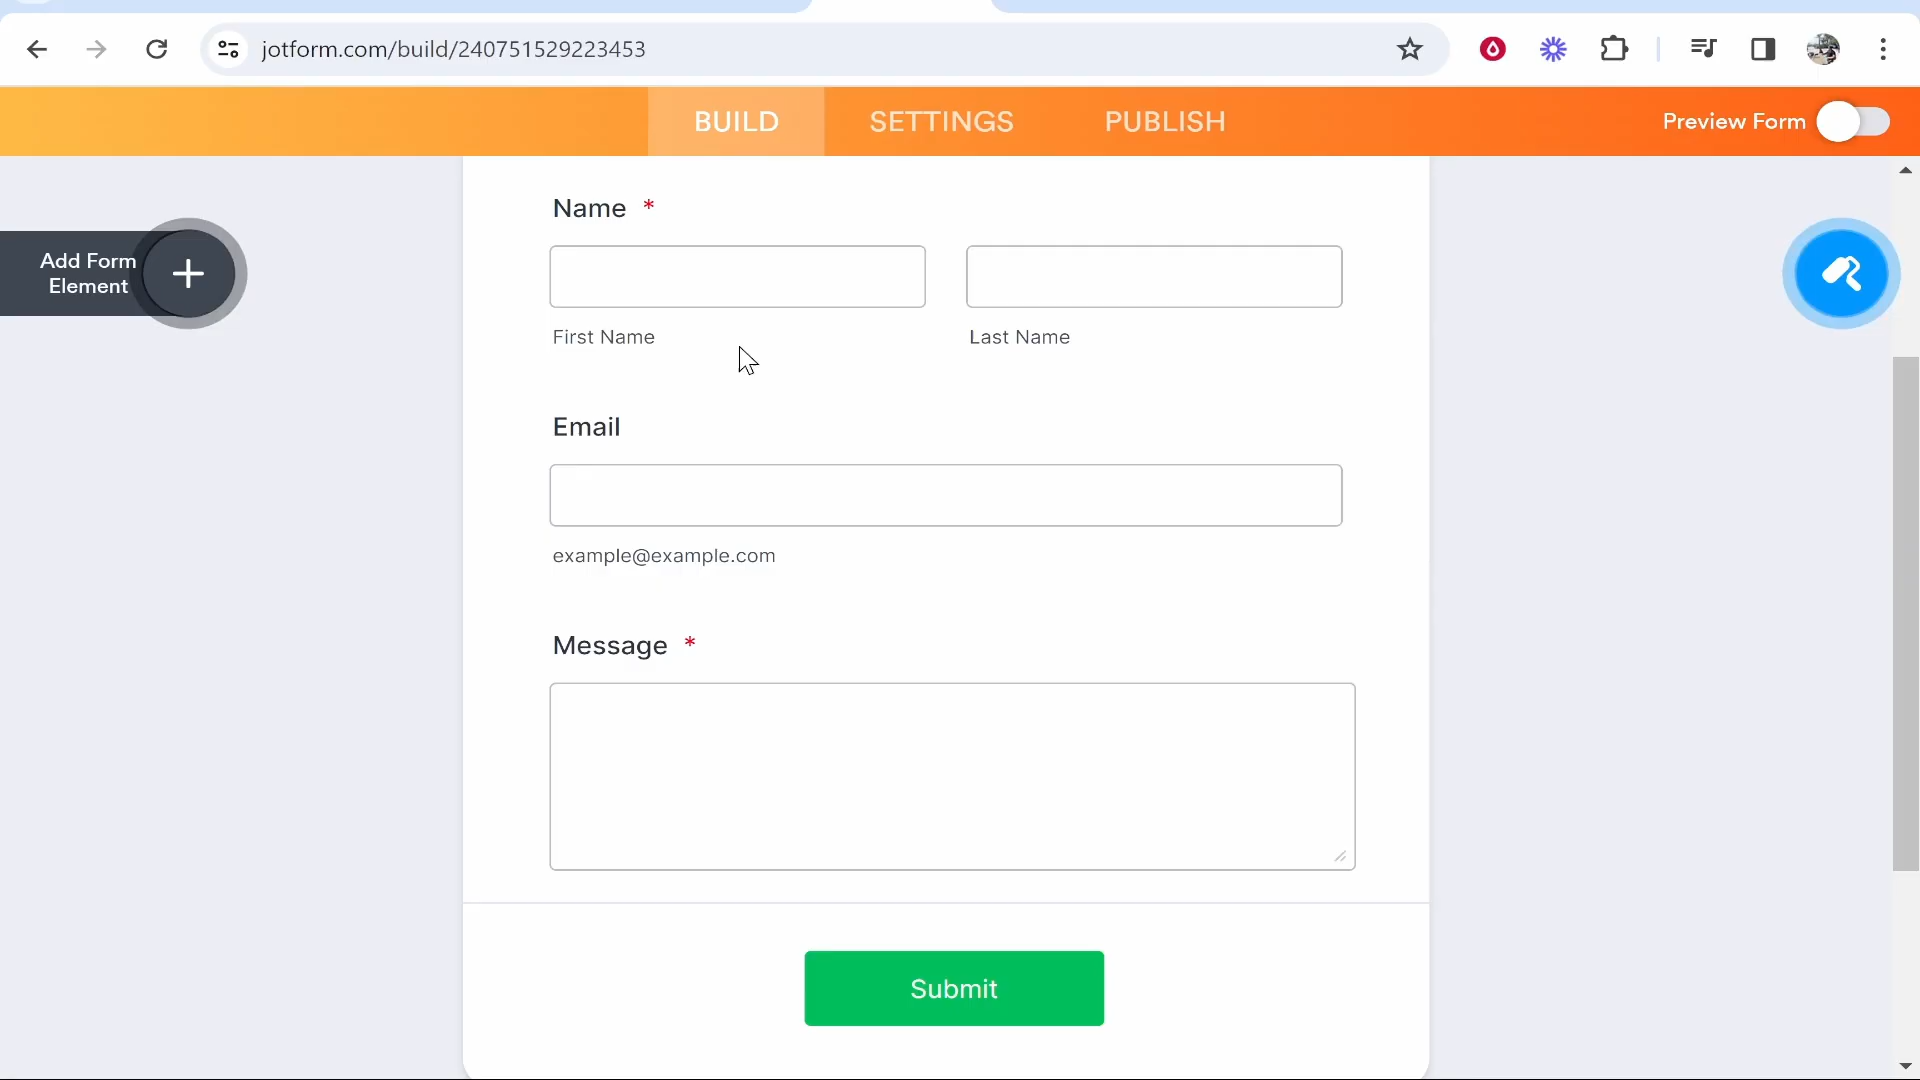 jotform.com/build/240751529223453
BUILD SETTINGS PUBLISH
Preview Form
Add Form
Element
Name *
First Name Last Name
Email
example@example.com
Message *
Submit